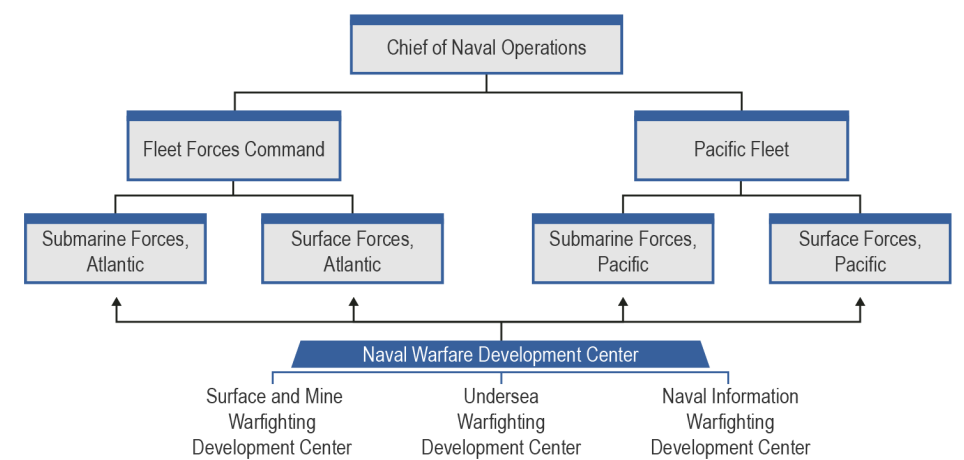 Chief of Naval Operations
Fleet Forces Command
Pacific Fleet
Submarine Forces,
Atlantic
Surface Forces,
Atlantic
Submarine Forces,
Pacific
Surface Forces,
Pacific
Naval Warfare Development Center
Surface and Mine
Warfighting
Development Center
Undersea
Warfighting
Development Center
Naval Information
Warfighting
Development Center